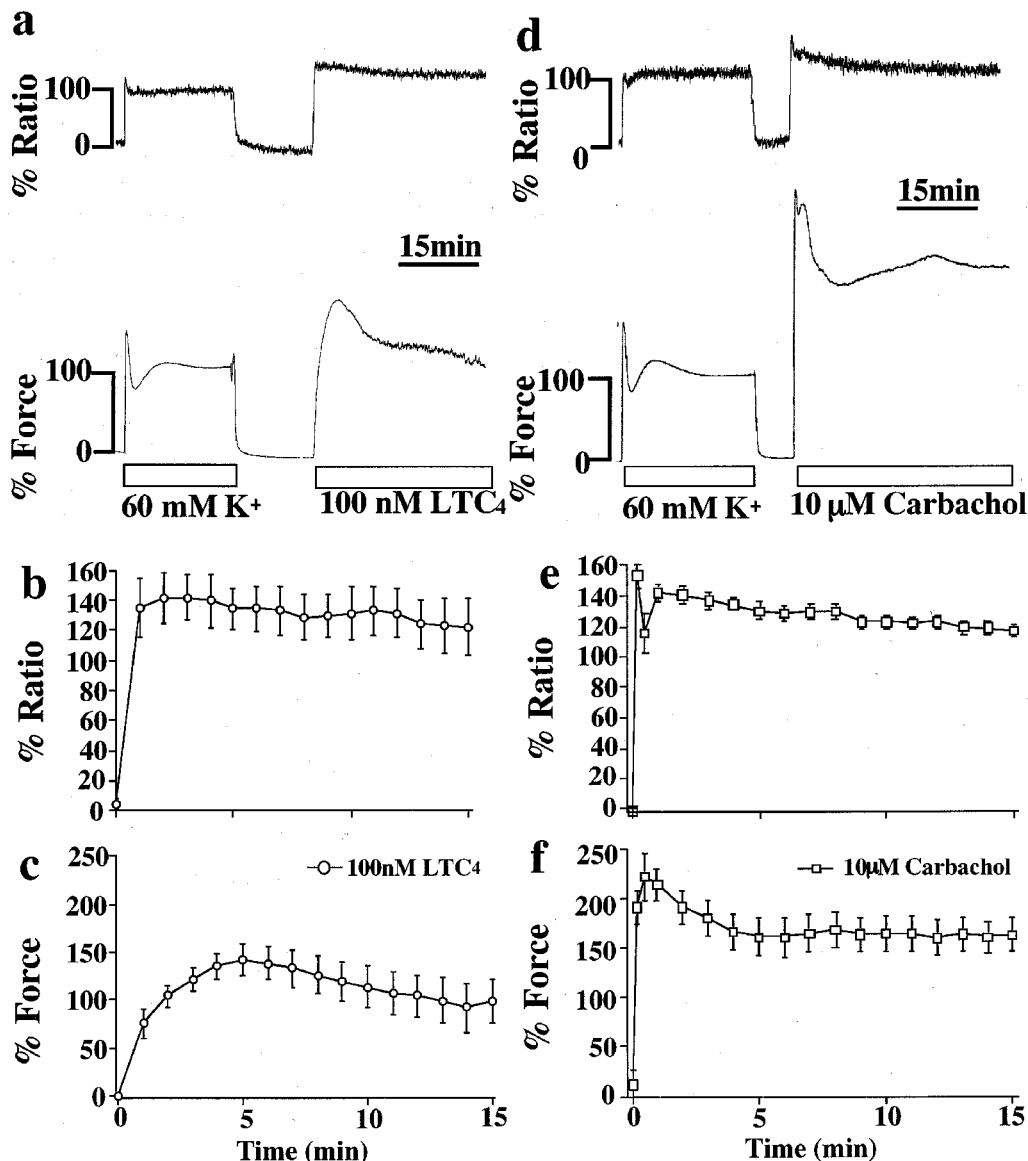 a
% Ratio
100
0
15min
% Force
100
0
60 mM K+
100 nM LTC4
d
% Ratio
100
0
15min
% Force
100
0
60 mM K+
10 µM Carbachol
b
% Ratio
160
140
120
100
80
60
40
20
0
e
% Ratio
160
140
120
100
80
60
40
20
0
c
% Force
250
200
150
100
50
0
100nM LTC4
0
5
10
15
Time (min)
f
% Force
250
200
150
100
50
0
10µM Carbachol
0
5
10
15
Time (min)